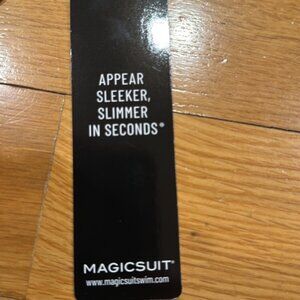 APPEAR
SLEEKER,
SLIMMER
IN SECONDS®
MAGICSUIT®
www.magicsuitswim.com